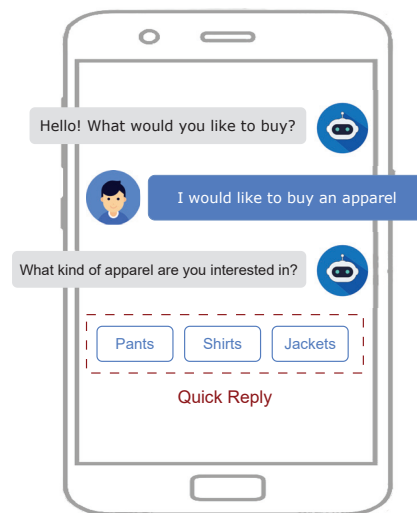 Hello! What would you like to buy?
I would like to buy an apparel
What kind of apparel are you interested in?
Pants Shirts Jackets
Quick Reply